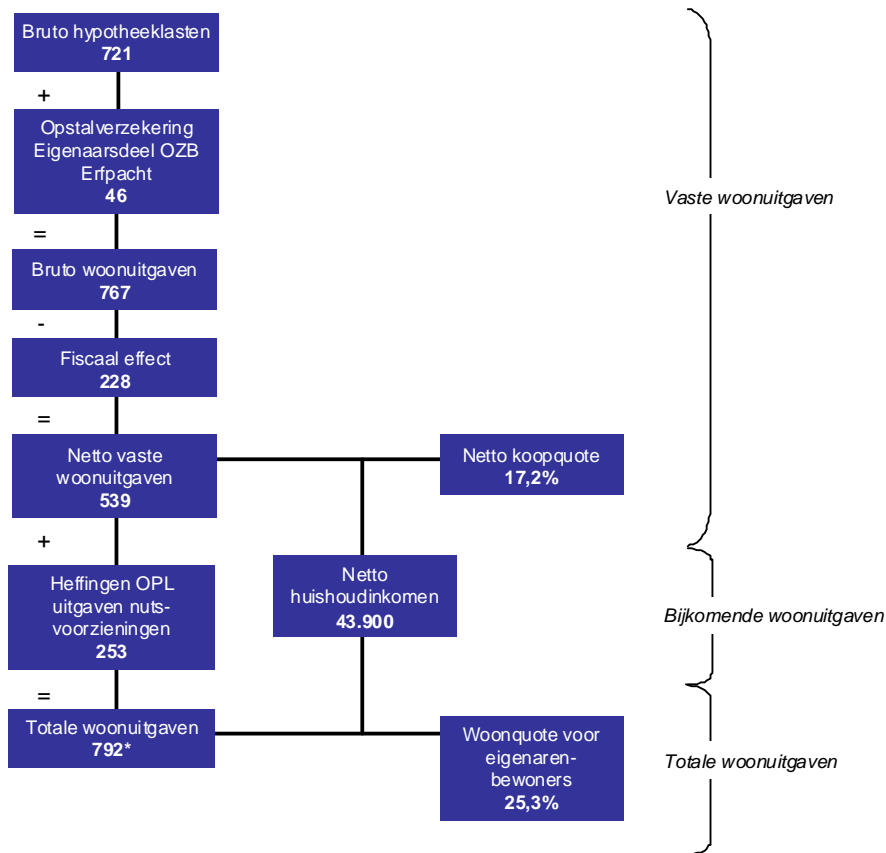 Bruto hypotheeklasten
721
+
Opstalverzekering
Eigenaarsdeel OZB
Erfpacht
46
=
Bruto woonuitgaven
767
-
Fiscaal effect
228
=
Netto vaste
woonuitgaven
539
Netto koopquote
17,2%
Vaste woonuitgaven
+
Heffingen OPL
uitgaven nuts-
voorzieningen
253
Netto
huishoudinkomen
43.900
Bijkomende woonuitgaven
=
Totale woonuitgaven
792*
Woonquote voor
eigenaren-
bewoners
25,3%
Totale woonuitgaven